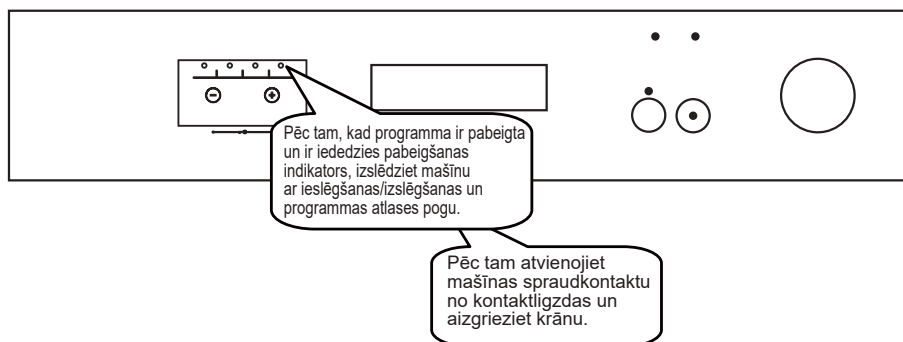 Pēc tam, kad programma ir pabeigta
un ir iededzies pabeigšanas
indikators, izslēdziet mašīnu
ar ieslēgšanas/izslēgšanas un
programmas atlases pogu.
Pēc tam atvienojiet
mašīnas spraudkontaktu
no kontaktligzdas un
aizgrieziet krānu.